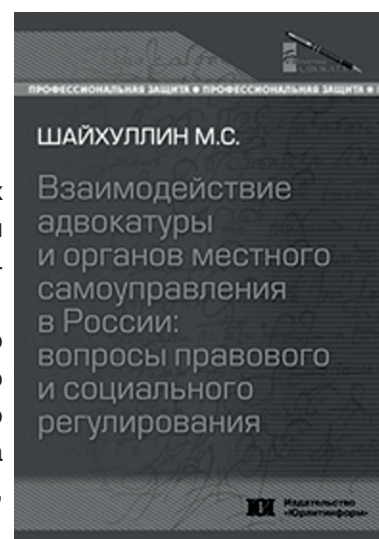 ПРОФЕССИОНАЛЬНАЯ ЗАЩИТА • ПРОФЕССИОНАЛЬНАЯ ЗАЩИТА •
ШАЙХУЛЛИН М.С.
Взаимодействие
адвокатуры
и органов местного
самоуправления
в России:
вопросы правового
и социального
регулирования
Издательство
«Юрлитинформ»